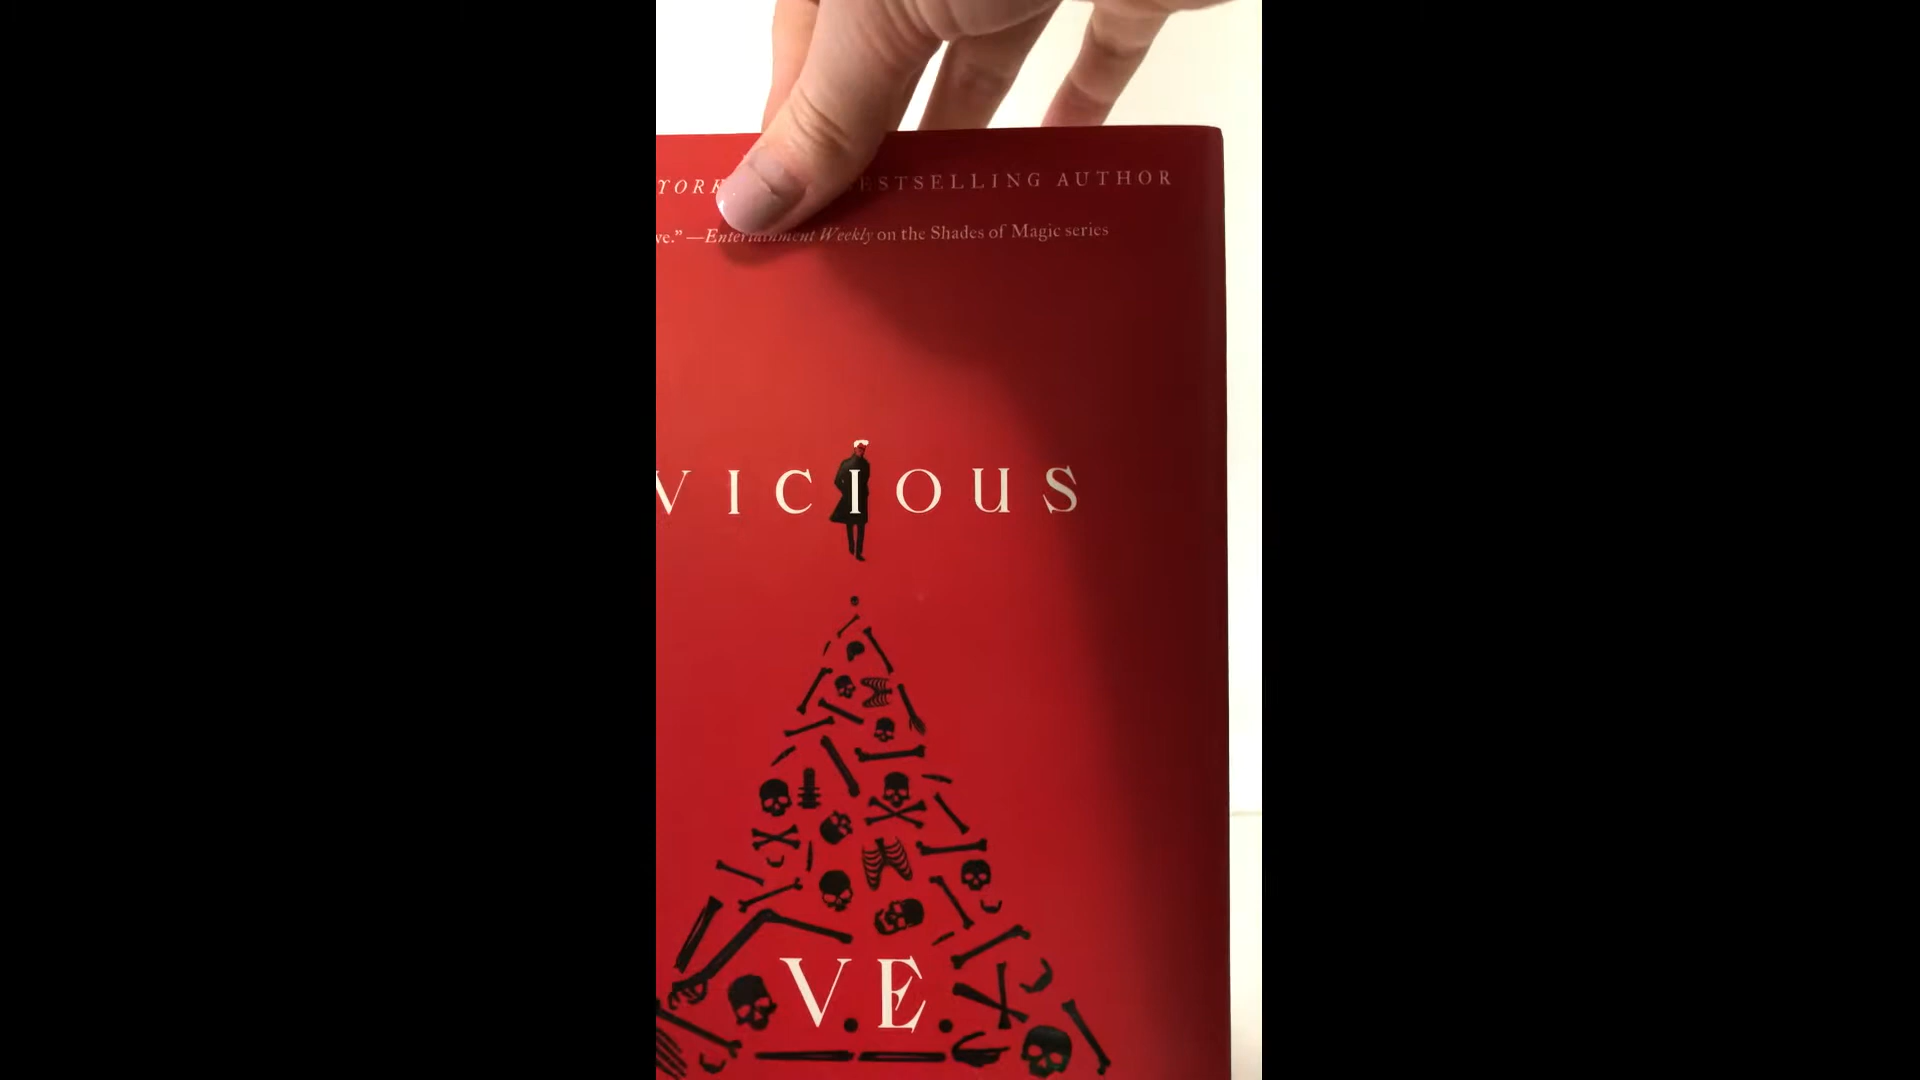 YORK BESTSELLING AUTHOR
ve." —Entertainment Weekly on the Shades of Magic series
VICIOUS
V.E.